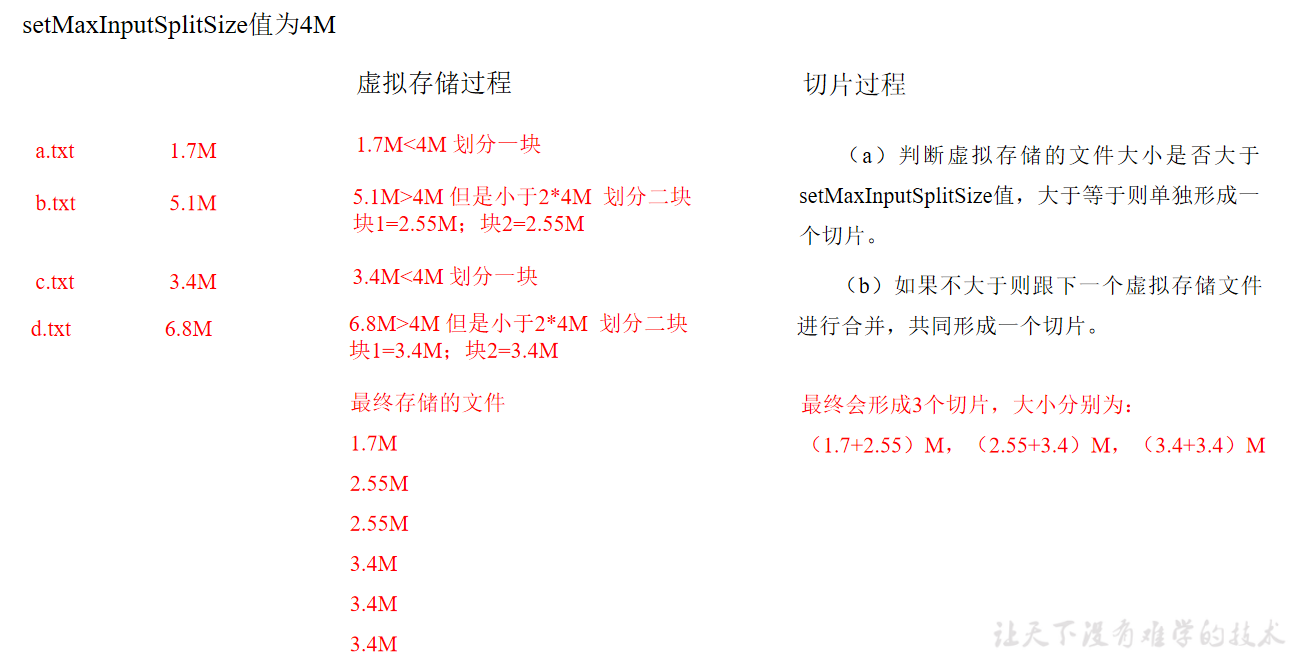 setMaxInputSplitSize值为4M
虚拟存储过程
切片过程
a.txt 1.7M 1.7M<4M 划分一块
b.txt 5.1M 5.1M>4M 但是小于2*4M 划分二块
块1=2.55M；块2=2.55M
c.txt 3.4M 3.4M<4M 划分一块
d.txt 6.8M 6.8M>4M 但是小于2*4M 划分二块
块1=3.4M；块2=3.4M
最终存储的文件
1.7M
2.55M
2.55M
3.4M
3.4M
3.4M
（a）判断虚拟存储的文件大小是否大于
setMaxInputSplitSize值，大于等于则单独形成一
个切片。
（b）如果不大于则跟下一个虚拟存储文件
进行合并，共同形成一个切片。
最终会形成3个切片，大小分别为：
（1.7+2.55）M，（2.55+3.4）M，（3.4+3.4）M
让天下没有难学的技术